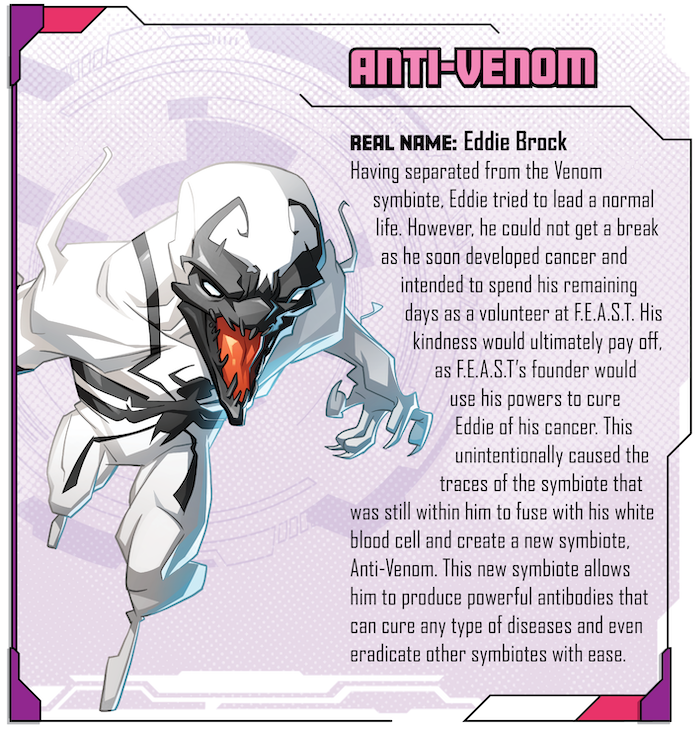 ANTI-VENOM
REAL NAME: Eddie Brock
Having separated from the Venom
symbiote, Eddie tried to lead a normal
life. However, he could not get a break
as he soon developed cancer and
intended to spend his remaining
days as a volunteer at F.E.A.S.T. His
kindness would ultimately pay off,
as F.E.A.S.T's founder would
use his powers to cure
Eddie of his cancer. This
unintentionally caused the
traces of the symbiote that
was still within him to fuse with his white
blood cell and create a new symbiote,
Anti-Venom. This new symbiote allows
him to produce powerful antibodies that
can cure any type of diseases and even
eradicate other symbiotes with ease.